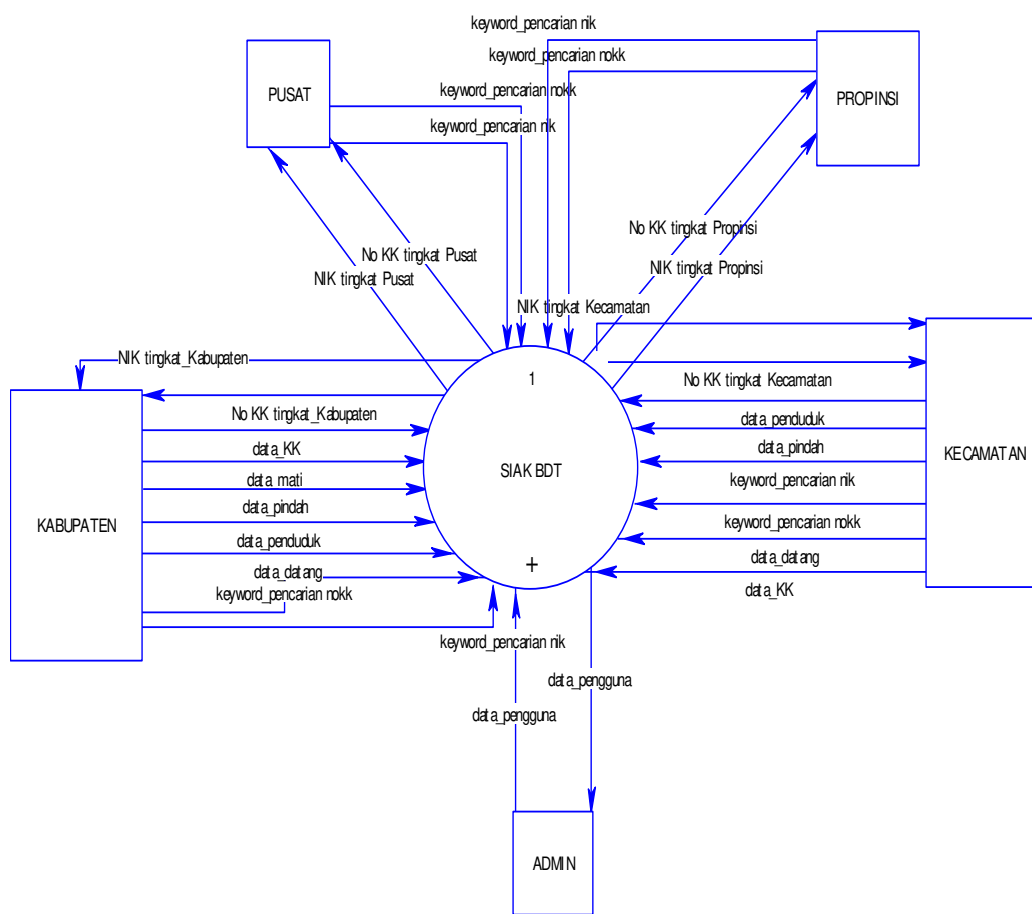 keyword_pencarian nik
keyword_pencarian nokk
PUSAT
PROPINSI
keyword_pencarian nokk
keyword_pencarian nik
No KK tingkat Propinsi
No KK tingkat Pusat
NIK tingkat Propinsi
NIK tingkat Pusat
NIK tingkat Kecamatan
NIK tingkat_Kabupaten
1
No KK tingkat Kecamatan
No KK tingkat_Kabupaten
data_penduduk
data_KK
data_pindah
KECAMATAN
SIAK BDT
data_mati
keyword_pencarian nik
data_pindah
KABUPATEN
keyword_pencarian nokk
data_penduduk
data_datang
+
data_datang
data_KK
keyword_pencarian nokk
keyword_pencarian nik
data_pengguna
data_pengguna
ADMIN